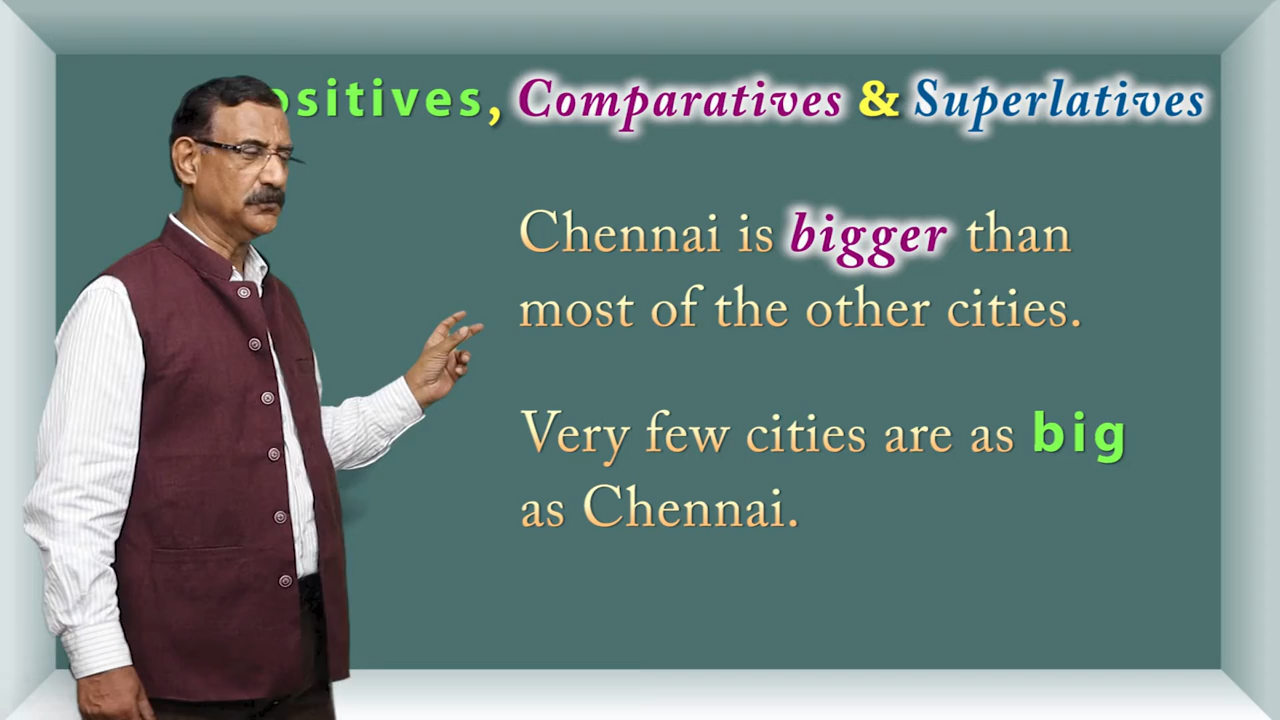 ositives, Comparatives & Superlatives
Chennai is bigger than
most of the other cities.
Very few cities are as big
as Chennai.